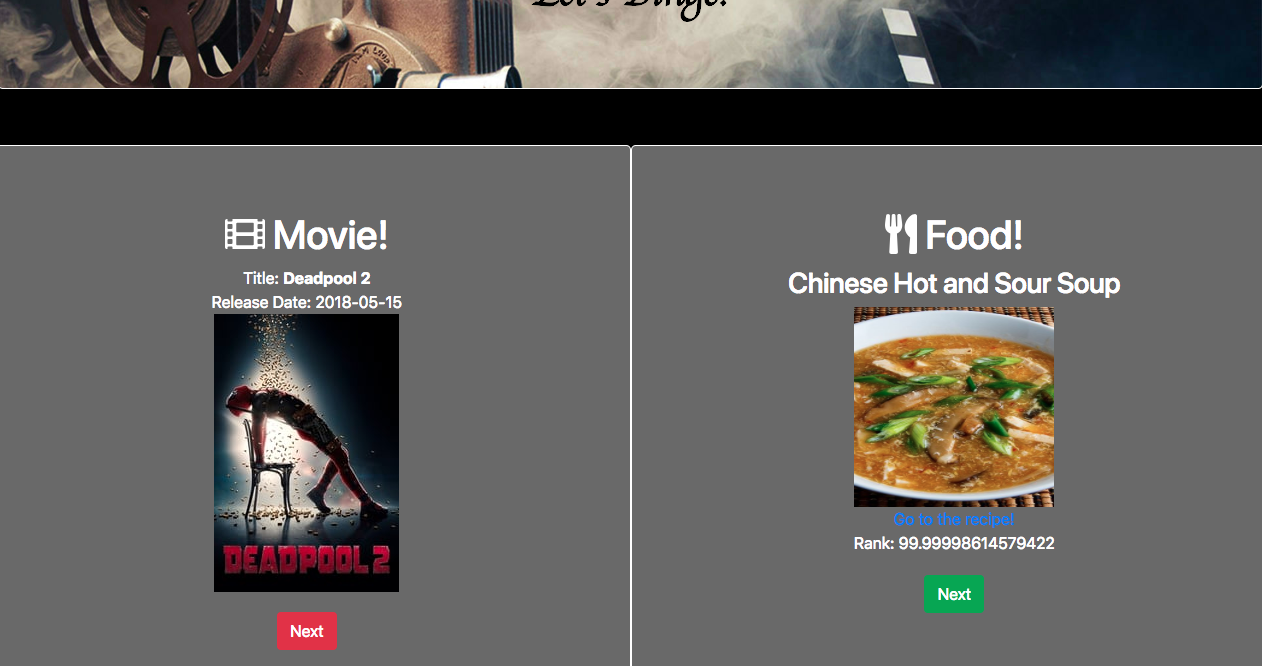 Let's Binge!
Movie!
Title: Deadpool 2
Release Date: 2018-05-15
DEADPOOL 2
Next
Food!
Chinese Hot and Sour Soup
Go to the recipe!
Rank: 99.99998614579422
Next